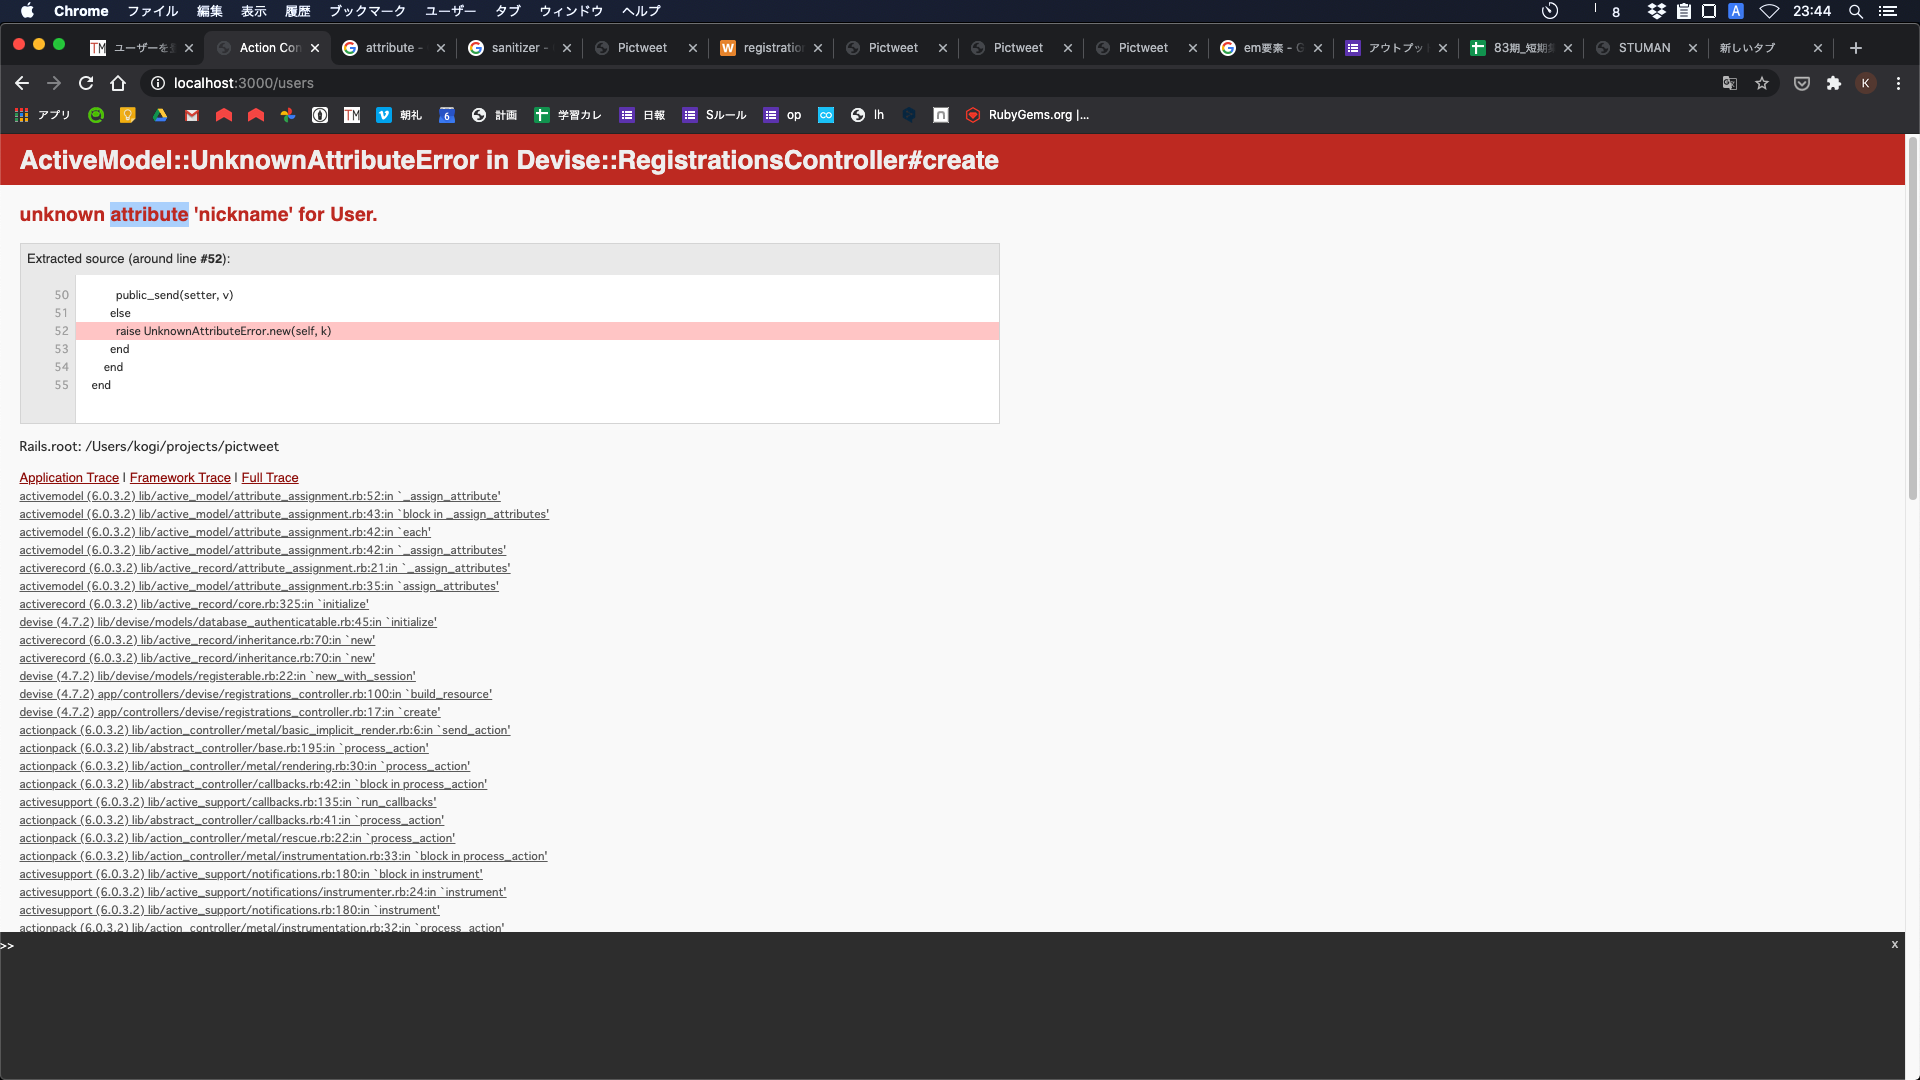 Chrome ファイル 編集 表示 履歴 ブックマーク ユーザー タブ ウィンドウ ヘルプ 8 A 23:44
TM ユーザーを Action Con attribute - sanitizer - Pictweet W registration Pictweet Pictweet Pictweet em要素 - G アウトプッ 83期_短期集 STUMAN 新しいタブ
localhost:3000/users K
アプリ TM 朝礼 6 計画 学習カレ 日報 Sルール op co lh n RubyGems.org |...
ActiveModel::UnknownAttributeError in Devise::RegistrationsController#create
unknown attribute 'nickname' for User.
Extracted source (around line #52):
50 public_send(setter, v)
51 else
52 raise UnknownAttributeError.new(self, k)
53 end
54 end
55 end
Rails.root: /Users/kogi/projects/pictweet
Application Trace | Framework Trace | Full Trace
activemodel (6.0.3.2) lib/active_model/attribute_assignment.rb:52:in `_assign_attribute'
activemodel (6.0.3.2) lib/active_model/attribute_assignment.rb:43:in `block in _assign_attributes'
activemodel (6.0.3.2) lib/active_model/attribute_assignment.rb:42:in `each'
activemodel (6.0.3.2) lib/active_model/attribute_assignment.rb:42:in `_assign_attributes'
activerecord (6.0.3.2) lib/active_record/attribute_assignment.rb:21:in `_assign_attributes'
activemodel (6.0.3.2) lib/active_model/attribute_assignment.rb:35:in `assign_attributes'
activerecord (6.0.3.2) lib/active_record/core.rb:325:in `initialize'
devise (4.7.2) lib/devise/models/database_authenticatable.rb:45:in `initialize'
activerecord (6.0.3.2) lib/active_record/inheritance.rb:70:in `new'
activerecord (6.0.3.2) lib/active_record/inheritance.rb:70:in `new'
devise (4.7.2) lib/devise/models/registerable.rb:22:in `new_with_session'
devise (4.7.2) app/controllers/devise/registrations_controller.rb:100:in `build_resource'
devise (4.7.2) app/controllers/devise/registrations_controller.rb:17:in `create'
actionpack (6.0.3.2) lib/action_controller/metal/basic_implicit_render.rb:6:in `send_action'
actionpack (6.0.3.2) lib/abstract_controller/base.rb:195:in `process_action'
actionpack (6.0.3.2) lib/action_controller/metal/rendering.rb:30:in `process_action'
actionpack (6.0.3.2) lib/abstract_controller/callbacks.rb:42:in `block in process_action'
activesupport (6.0.3.2) lib/active_support/callbacks.rb:135:in `run_callbacks'
actionpack (6.0.3.2) lib/abstract_controller/callbacks.rb:41:in `process_action'
actionpack (6.0.3.2) lib/action_controller/metal/rescue.rb:22:in `process_action'
actionpack (6.0.3.2) lib/action_controller/metal/instrumentation.rb:33:in `block in process_action'
activesupport (6.0.3.2) lib/active_support/notifications.rb:180:in `block in instrument'
activesupport (6.0.3.2) lib/active_support/notifications/instrumenter.rb:24:in `instrument'
activesupport (6.0.3.2) lib/active_support/notifications.rb:180:in `instrument'
actionpack (6.0.3.2) lib/action_controller/metal/instrumentation.rb:32:in `process_action'
>> x